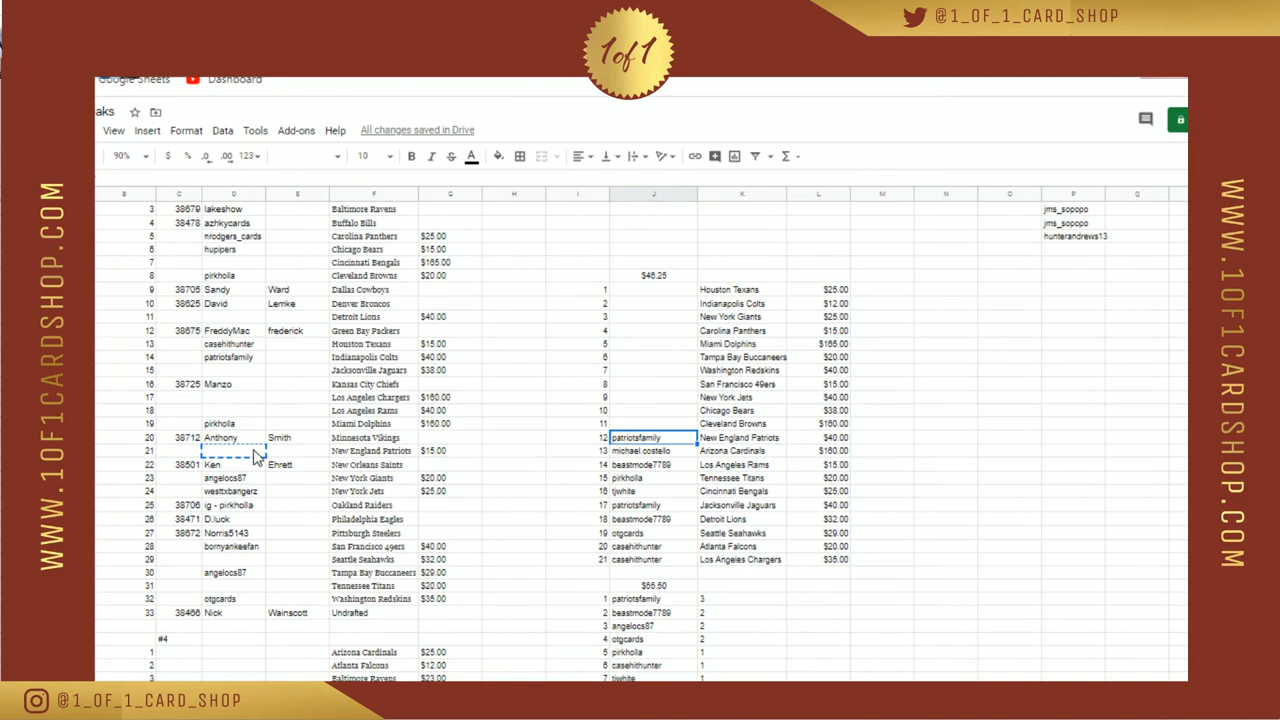 @1_OF_1_CARD_SHOP
1of1
Google Sheets Dashboard
aks
View Insert Format Data Tools Add-ons Help All changes saved in Drive
90% $ % .0 .00 123 10 B I S A
B C D E F G H I J K L M N O P Q
3 38679 lakeshow Baltimore Ravens jms_sopopo
4 38478 azhkycards Buffalo Bills jms_sopopo
5 nrodgers_cards Carolina Panthers $25.00 hunterandrews13
6 hupipers Chicago Bears $15.00
7 Cincinnati Bengals $165.00
8 pirkholla Cleveland Browns $20.00 $46.25
9 38705 Sandy Ward Dallas Cowboys 1 Houston Texans $25.00
10 38625 David Lemke Denver Broncos 2 Indianapolis Colts $12.00
11 Detroit Lions $40.00 3 New York Giants $25.00
12 38675 FreddyMac frederick Green Bay Packers 4 Carolina Panthers $15.00
13 casehithunter Houston Texans $15.00 5 Miami Dolphins $165.00
14 patriotsfamily Indianapolis Colts $40.00 6 Tampa Bay Buccaneers $20.00
15 Jacksonville Jaguars $38.00 7 Washington Redskins $40.00
16 38725 Manzo Kansas City Chiefs 8 San Francisco 49ers $15.00
17 Los Angeles Chargers $160.00 9 New York Jets $40.00
18 Los Angeles Rams $40.00 10 Chicago Bears $38.00
19 pirkholla Miami Dolphins $160.00 11 Cleveland Browns $160.00
20 38712 Anthony Smith Minnesota Vikings 12 patriotsfamily New England Patriots $40.00
21 New England Patriots $15.00 13 michael.costello Arizona Cardinals $160.00
22 38501 Ken Ehrett New Orleans Saints 14 beastmode7789 Los Angeles Rams $15.00
23 angelocs87 New York Giants $20.00 15 pirkholla Tennessee Titans $20.00
24 westtxbangerz New York Jets $25.00 16 tjwhite Cincinnati Bengals $25.00
25 38706 ig - pirkholla Oakland Raiders 17 patriotsfamily Jacksonville Jaguars $40.00
26 38471 D.luok Philadelphia Eagles 18 beastmode7789 Detroit Lions $32.00
27 38672 Norris5143 Pittsburgh Steelers 19 otgcards Seattle Seahawks $29.00
28 bornyankeefan San Francisco 49ers $40.00 20 casehithunter Atlanta Falcons $20.00
29 Seattle Seahawks $32.00 21 casehithunter Los Angeles Chargers $35.00
30 angelocs87 Tampa Bay Buccaneers $29.00
31 Tennessee Titans $20.00 $55.50
32 otgcards Washington Redskins $35.00 1 patriotsfamily 3
33 38466 Nick Wainscott Undrafted 2 beastmode7789 2
3 angelocs87 2
#4 4 otgcards 2
1 Arizona Cardinals $25.00 5 pirkholla 1
2 Atlanta Falcons $12.00 6 casehithunter 1
3 Baltimore Ravens $23.00 7 tjwhite 1
WWW.1OF1CARDSHOP.COM
WWW.1OF1CARDSHOP.COM
@1_OF_1_CARD_SHOP